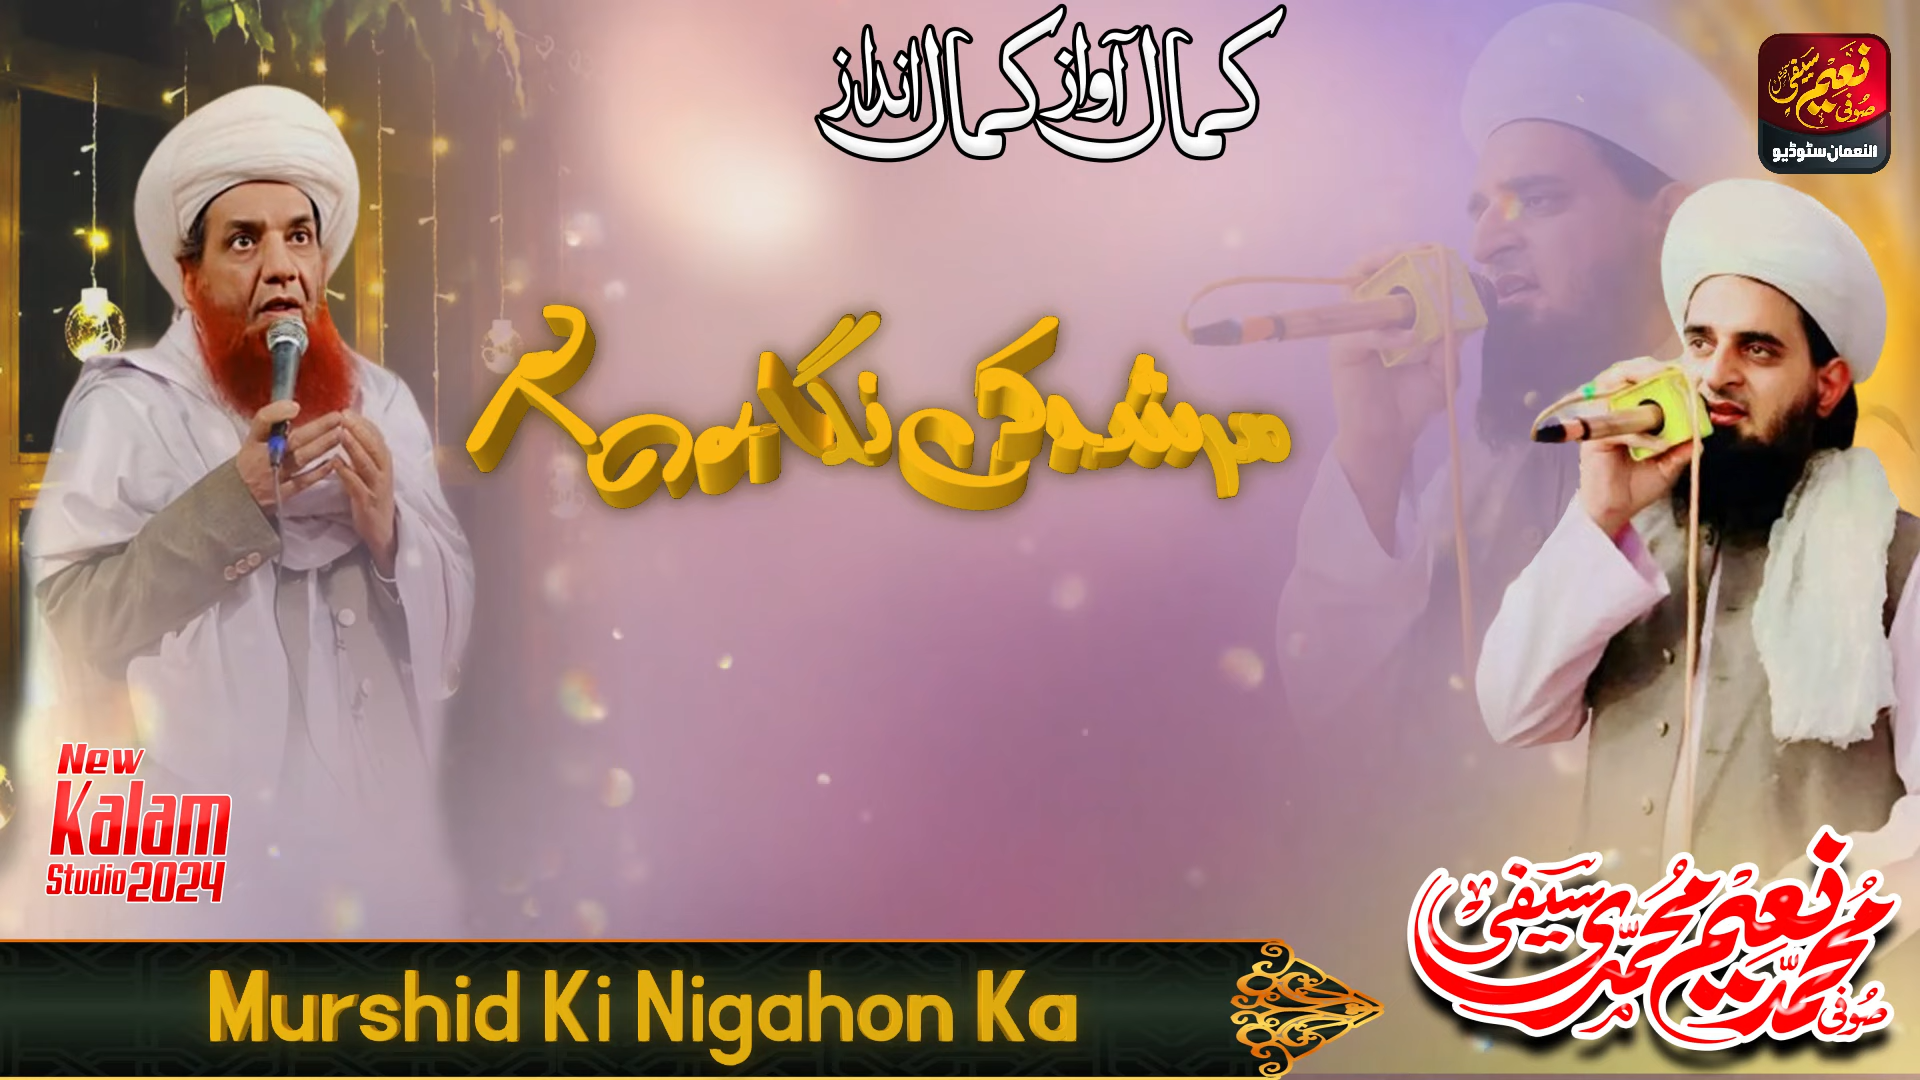 کمال آواز کمال انداز
صوفی نعیم سیفی
النعمان سٹوڈیو
مرشد کی نگاہوں کا
New
Kalam
Studio 2024
Murshid Ki Nigahon Ka
صوفی محمد نعیم محمدی سیفی